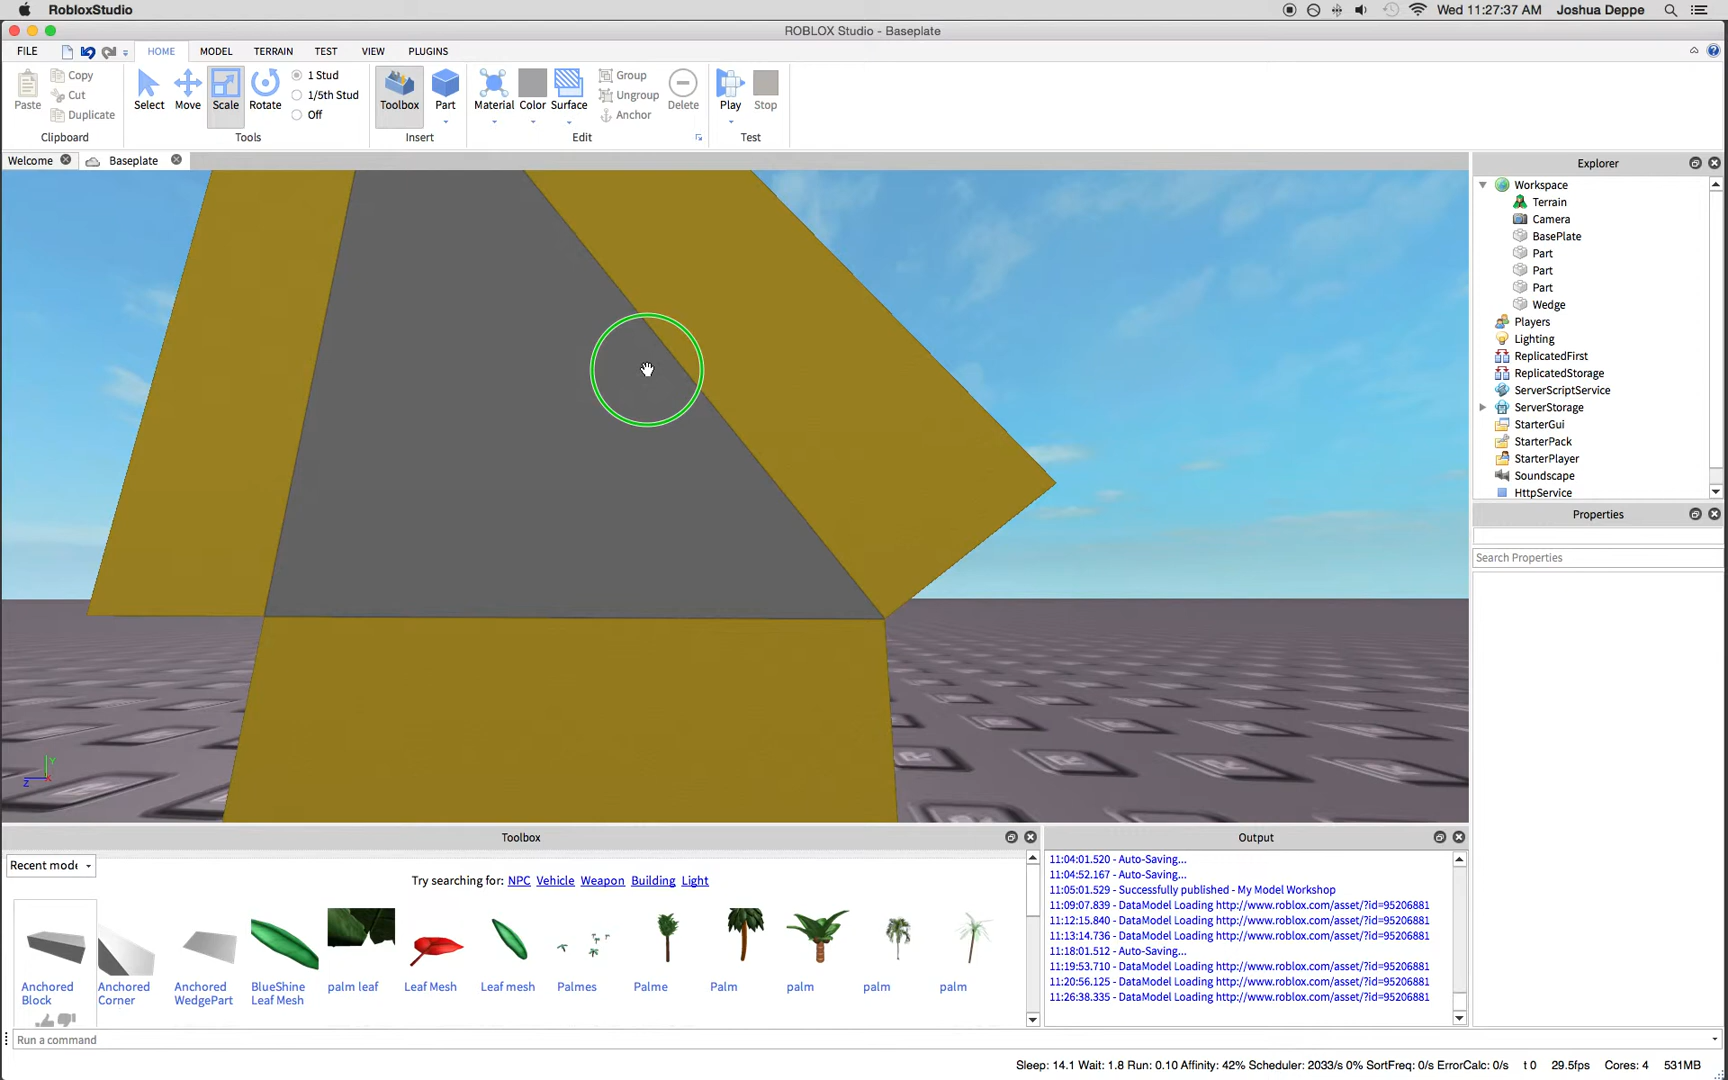 RobloxStudio
Wed 11:27:37 AM
Joshua Deppe
ROBLOX Studio - Baseplate
FILE
HOME
MODEL
TERRAIN
TEST
VIEW
PLUGINS
Paste
Copy
Cut
Duplicate
Clipboard
Select
Move
Scale
Rotate
1 Stud
1/5th Stud
Off
Tools
Toolbox
Part
Insert
Material
Color
Surface
Group
Ungroup
Anchor
Delete
Edit
Play
Stop
Test
Welcome
Baseplate
Explorer
Workspace
Terrain
Camera
BasePlate
Part
Part
Part
Wedge
Players
Lighting
ReplicatedFirst
ReplicatedStorage
ServerScriptService
ServerStorage
StarterGui
StarterPack
StarterPlayer
Soundscape
HttpService
Properties
Search Properties
Y
Z
Toolbox
Recent mode
Try searching for: NPC Vehicle Weapon Building Light
Anchored Block
Anchored Corner
Anchored WedgePart
BlueShine Leaf Mesh
palm leaf
Leaf Mesh
Leaf mesh
Palmes
Palme
Palm
palm
palm
palm
Output
11:04:01.520 - Auto-Saving...
11:04:52.167 - Auto-Saving...
11:05:01.529 - Successfully published - My Model Workshop
11:09:07.839 - DataModel Loading http://www.roblox.com/asset/?id=95206881
11:12:15.840 - DataModel Loading http://www.roblox.com/asset/?id=95206881
11:13:14.736 - DataModel Loading http://www.roblox.com/asset/?id=95206881
11:18:01.512 - Auto-Saving...
11:19:53.710 - DataModel Loading http://www.roblox.com/asset/?id=95206881
11:20:56.125 - DataModel Loading http://www.roblox.com/asset/?id=95206881
11:26:38.335 - DataModel Loading http://www.roblox.com/asset/?id=95206881
Run a command
Sleep: 14.1 Wait: 1.8 Run: 0.10 Affinity: 42% Scheduler: 2033/s 0% SortFreq: 0/s ErrorCalc: 0/s t 0 29.5fps Cores: 4 531MB